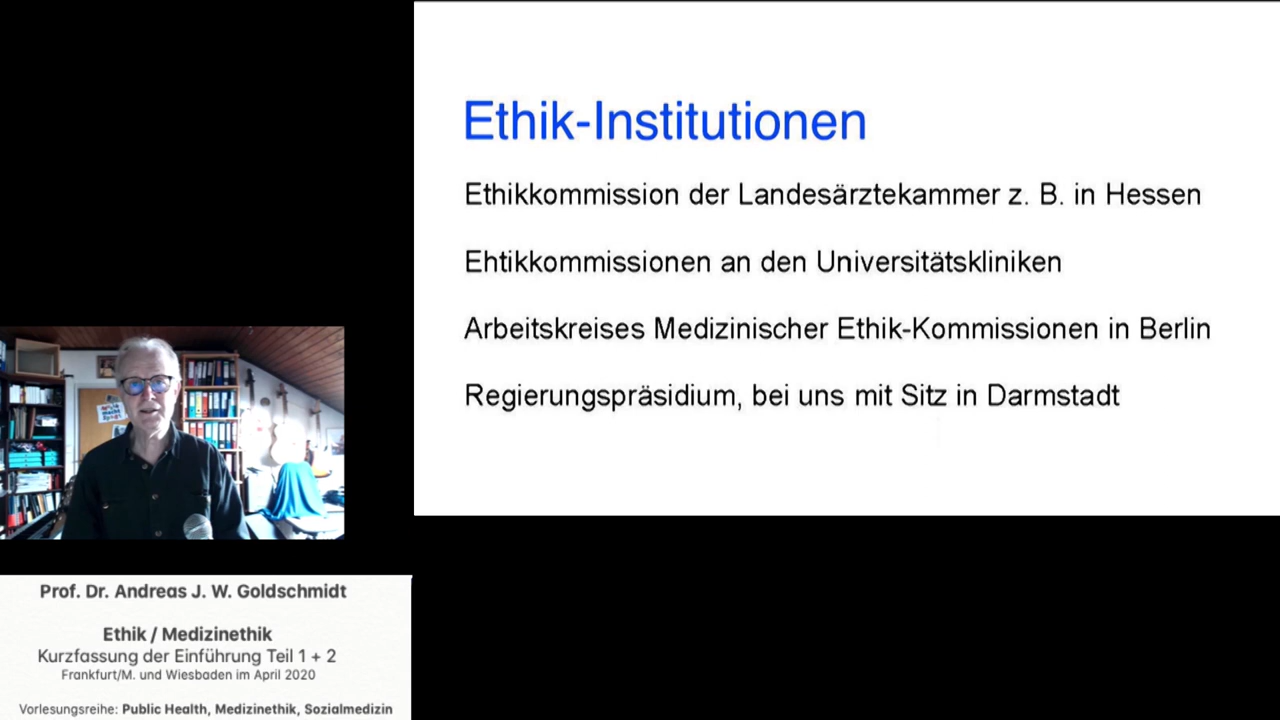 Ethik-Institutionen
Ethikkommission der Landesärztekammer z. B. in Hessen
Ehtikkommissionen an den Universitätskliniken
Arbeitskreises Medizinischer Ethik-Kommissionen in Berlin
Regierungspräsidium, bei uns mit Sitz in Darmstadt
Prof. Dr. Andreas J. W. Goldschmidt
Ethik / Medizinethik
Kurzfassung der Einführung Teil 1 + 2
Frankfurt/M. und Wiesbaden im April 2020
Vorlesungsreihe: Public Health, Medizinethik, Sozialmedizin